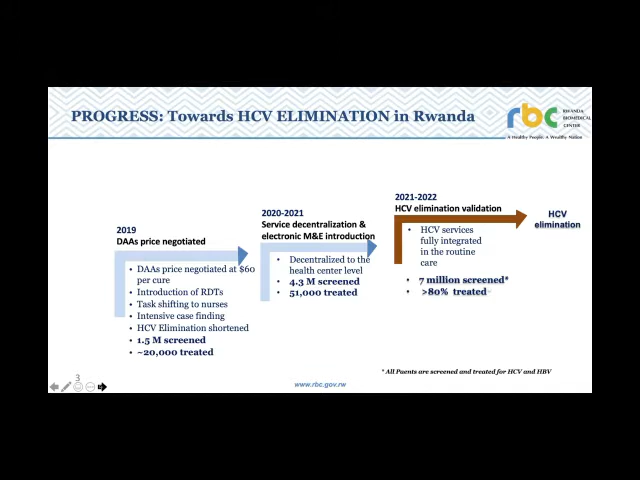 PROGRESS: Towards HCV ELIMINATION in Rwanda
rbc
RWANDA
BIOMEDICAL
CENTER
A Healthy People, A Wealthy Nation
2019
DAAs price negotiated
• DAAs price negotiated at $60
per cure
• Introduction of RDTs
• Task shifting to nurses
• Intensive case finding
• HCV Elimination shortened
• 1.5 M screened
• ~20,000 treated
2020-2021
Service decentralization &
electronic M&E introduction
• Decentralized to the
health center level
• 4.3 M screened
• 51,000 treated
2021-2022
HCV elimination validation
• HCV services
fully integrated
in the routine
care
• 7 million screened*
• >80% treated
HCV
elimination
* All Paents are screened and treated for HCV and HBV
3
www.rbc.gov.rw